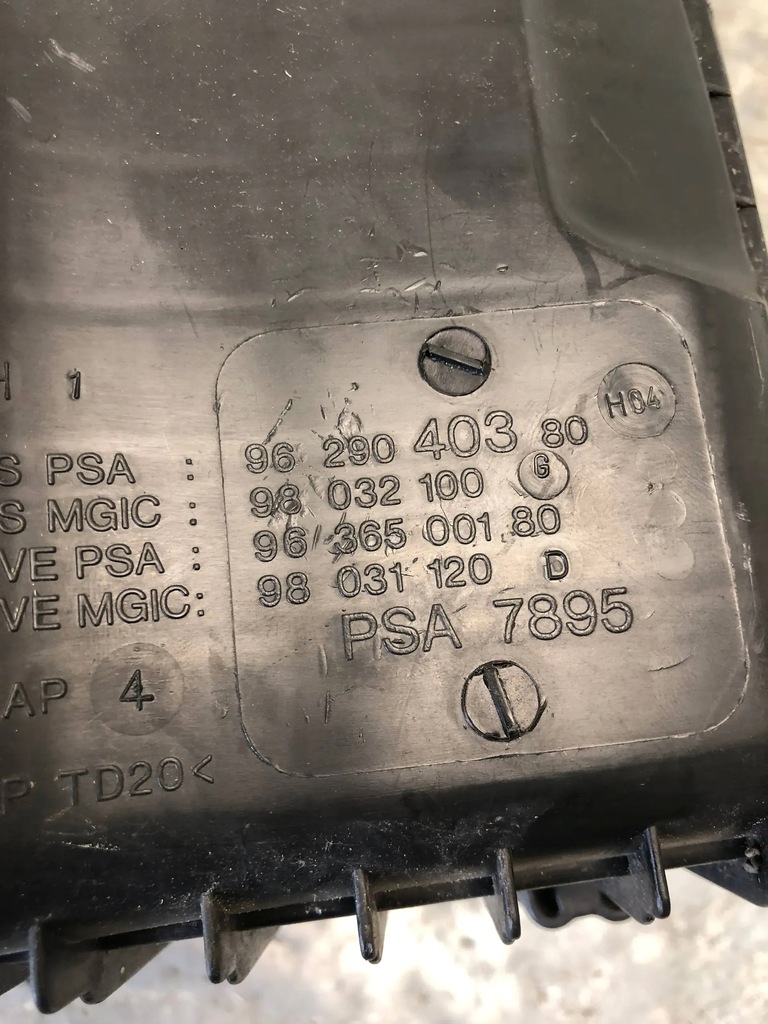 H 1
H04
S PSA : 96 290 403 80
S MGIC : 98 032 100 G
VE PSA : 96 365 001 80
VE MGIC: 98 031 120 D
PSA 7895
AP 4
P TD20<